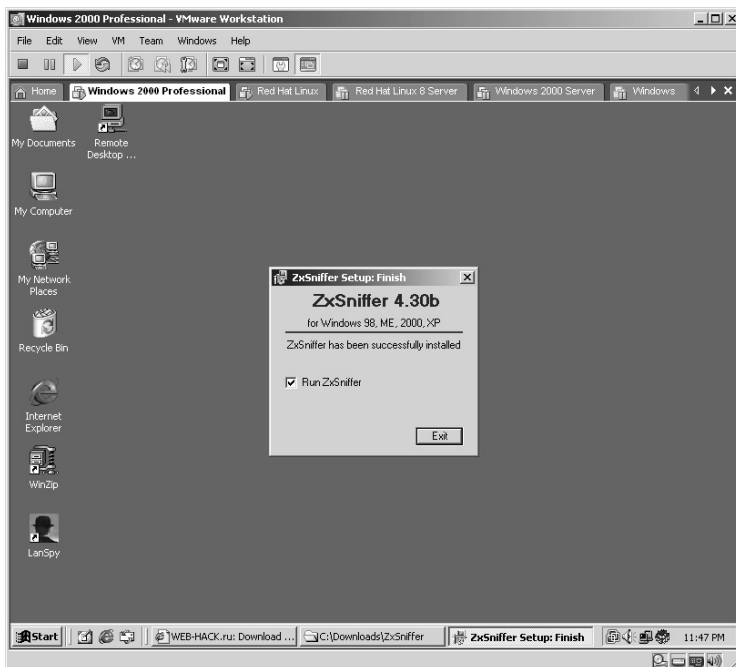 Windows 2000 Professional - VMware Workstation
File Edit View VM Team Windows Help
Home Windows 2000 Professional Red Hat Linux Red Hat Linux 8 Server Windows 2000 Server Windows
My Documents
Remote Desktop ...
My Computer
My Network Places
Recycle Bin
Internet Explorer
WinZip
LanSpy
ZxSniffer Setup: Finish
ZxSniffer 4.30b
for Windows 98, ME, 2000, XP
ZxSniffer has been successfully installed
Run ZxSniffer
Exit
Start WEB-HACK.ru: Download ... C:\Downloads\ZxSniffer ZxSniffer Setup: Finish 11:47 PM